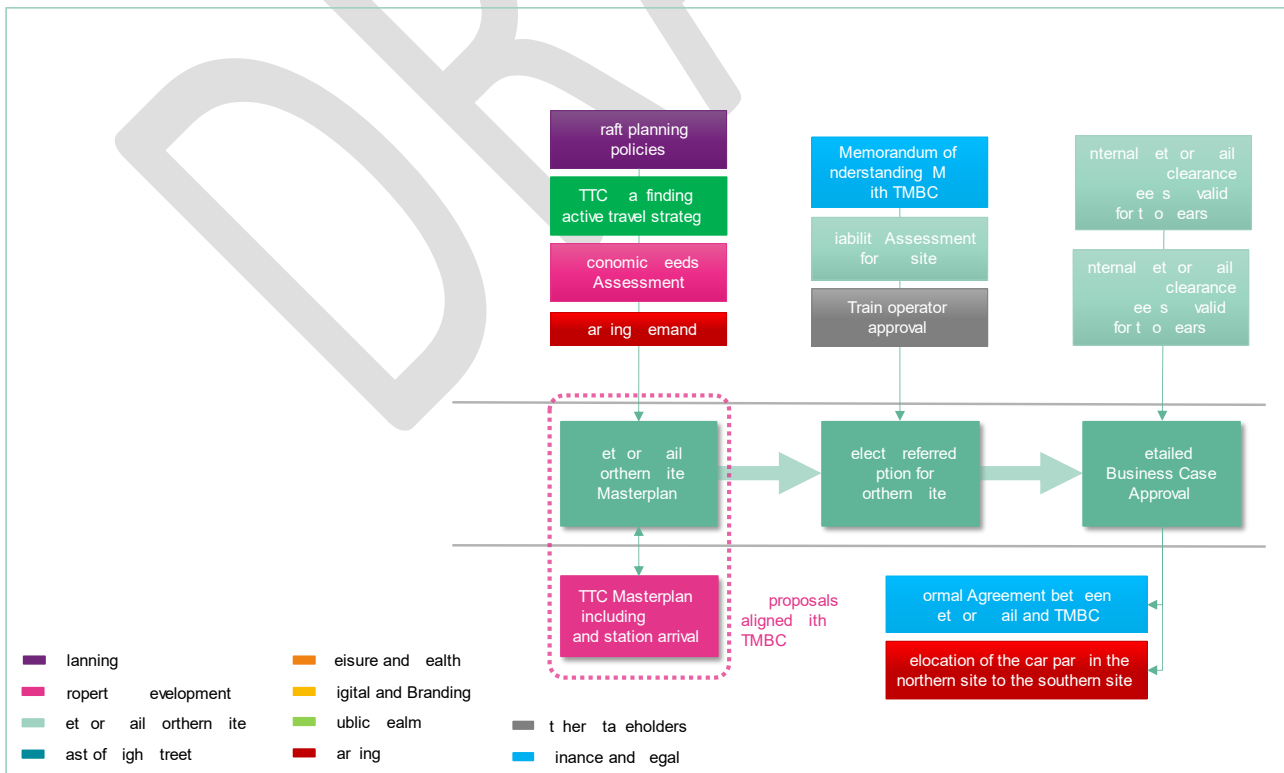 DRA
raft planning
policies
TTC a finding
active travel strateg
conomic eeds
Assessment
ar ing emand
Memorandum of
nderstanding M
ith TMBC
iabilit Assessment
for site
Train operator
approval
nternal et or ail
clearance
ee s valid
for t o ears
nternal et or ail
clearance
ee s valid
for t o ears
et or ail
orthern ite
Masterplan
elect referred
ption for
orthern ite
etailed
Business Case
Approval
TTC Masterplan
including
and station arrival
proposals
aligned ith
TMBC
ormal Agreement bet een
et or ail and TMBC
elocation of the car par in the
northern site to the southern site
lanning
ropert evelopment
et or ail orthern ite
ast of igh treet
eisure and ealth
igital and Branding
ublic ealm
ar ing
t her ta eholders
inance and egal